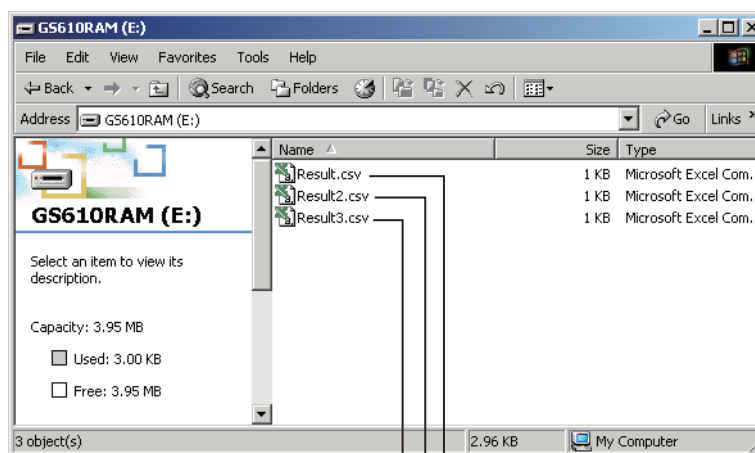 GS610RAM (E:)
File Edit View Favorites Tools Help
Back Search Folders
Address GS610RAM (E:) Go Links »
Name Size Type
Result.csv 1 KB Microsoft Excel Com.
Result2.csv 1 KB Microsoft Excel Com.
Result3.csv 1 KB Microsoft Excel Com.
GS610RAM (E:)
Select an item to view its
description.
Capacity: 3.95 MB
Used: 3.00 KB
Free: 3.95 MB
3 object(s) 2.96 KB My Computer